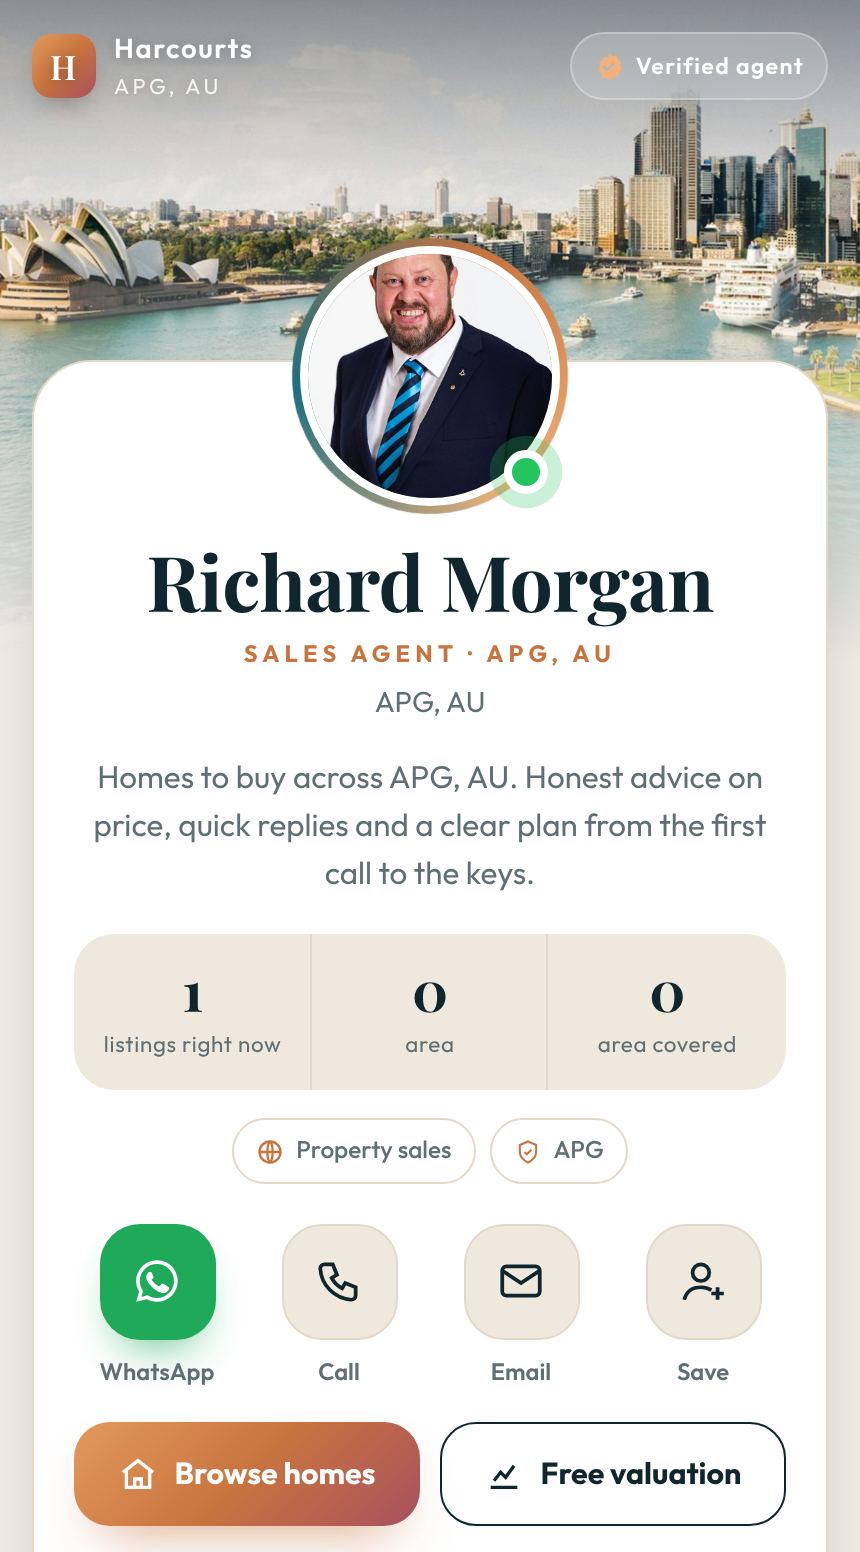 H
Harcourts
APG, AU
Verified agent
Richard Morgan
SALES AGENT · APG, AU
APG, AU
Homes to buy across APG, AU. Honest advice on
price, quick replies and a clear plan from the first
call to the keys.
1
listings right now
0
area
0
area covered
Property sales
APG
WhatsApp
Call
Email
Save
Browse homes
Free valuation